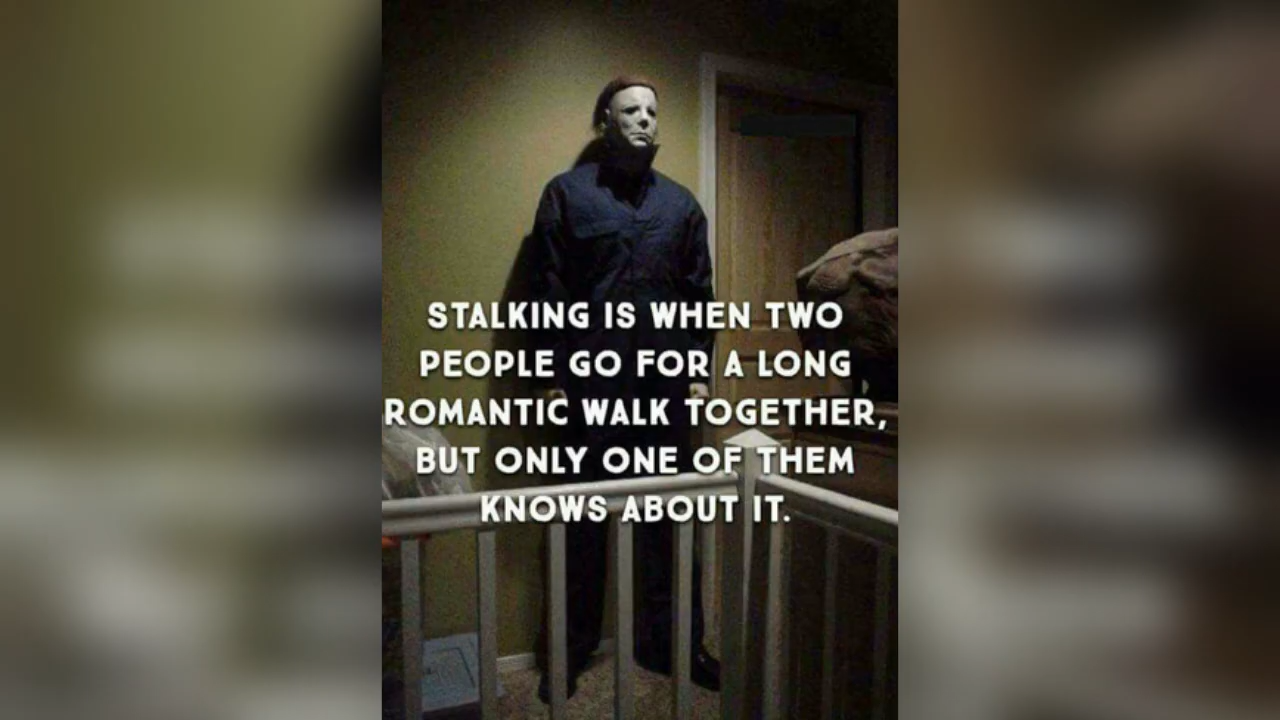 STALKING IS WHEN TWO
PEOPLE GO FOR A LONG
ROMANTIC WALK TOGETHER,
BUT ONLY ONE OF THEM
KNOWS ABOUT IT.